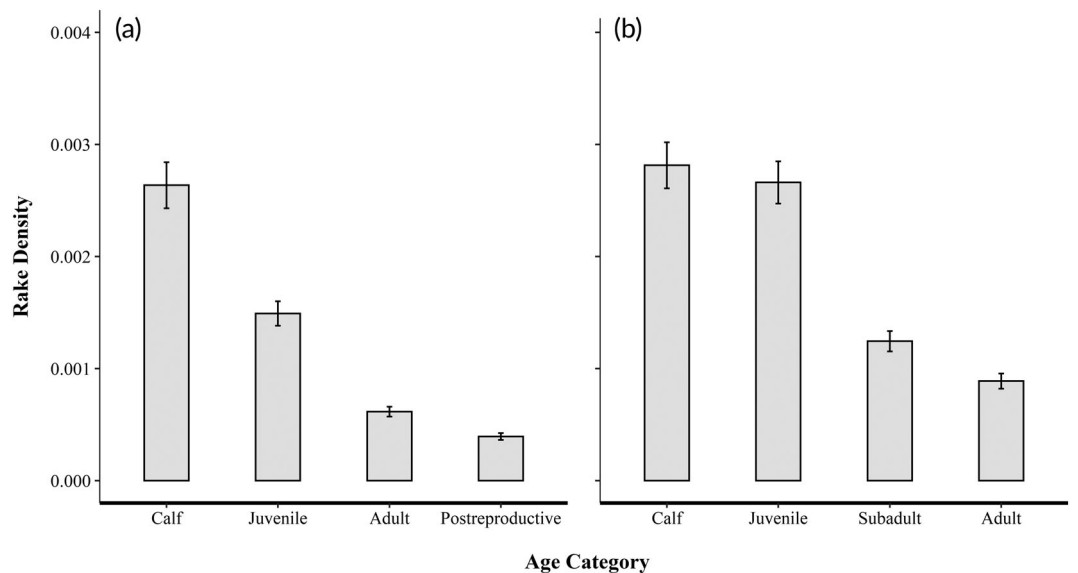 (a)
(b)
Rake Density
0.004
0.003
0.002
0.001
0.000
Calf Juvenile Adult Postreproductive
Calf Juvenile Subadult Adult
Age Category